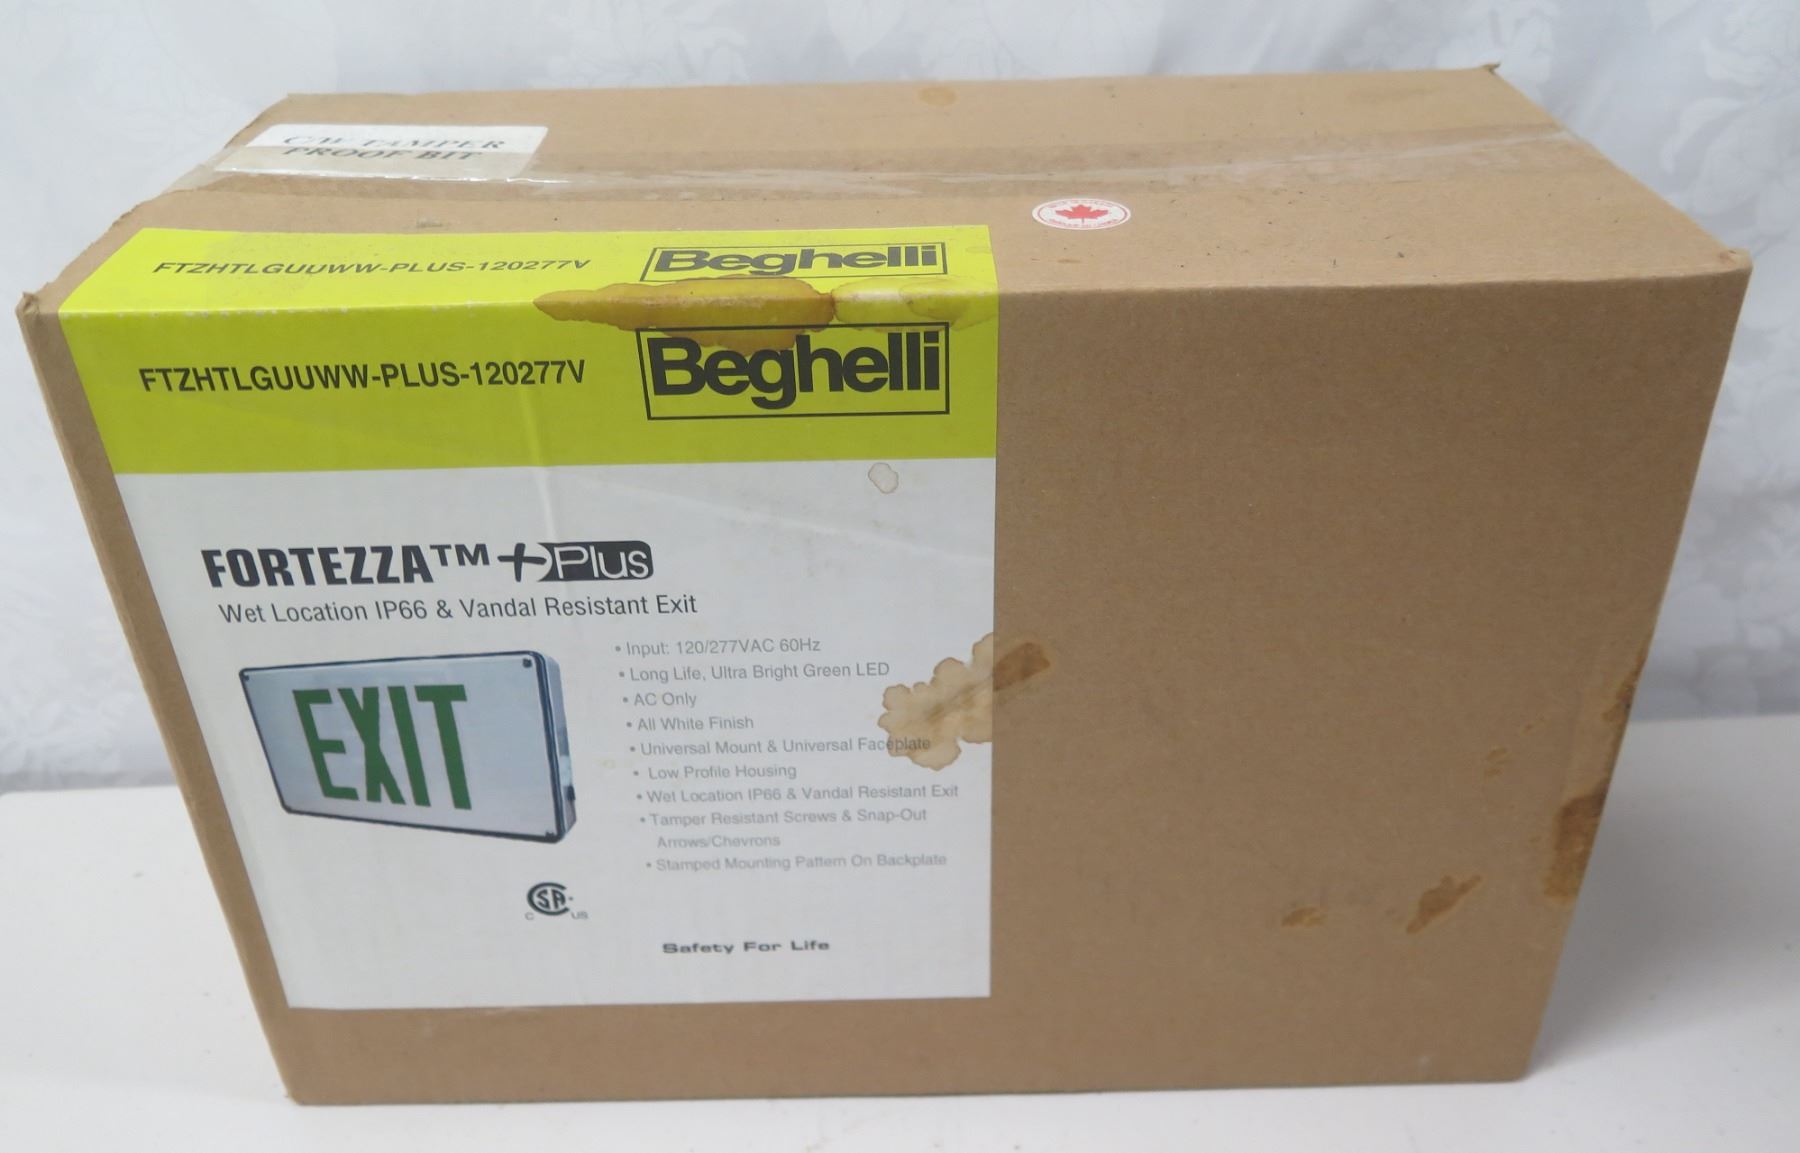 C/W TAMPER
PROOF BIT
FTZHTLGUUWW-PLUS-120277V
Beghelli
FTZHTLGUUWW-PLUS-120277V
Beghelli
FORTEZZA™ +Plus
Wet Location IP66 & Vandal Resistant Exit
EXIT
• Input: 120/277VAC 60Hz
• Long Life, Ultra Bright Green LED
• AC Only
• All White Finish
• Universal Mount & Universal Faceplate
• Low Profile Housing
• Wet Location IP66 & Vandal Resistant Exit
• Tamper Resistant Screws & Snap-Out
Arrows/Chevrons
• Stamped Mounting Pattern On Backplate
C SA US
Safety For Life